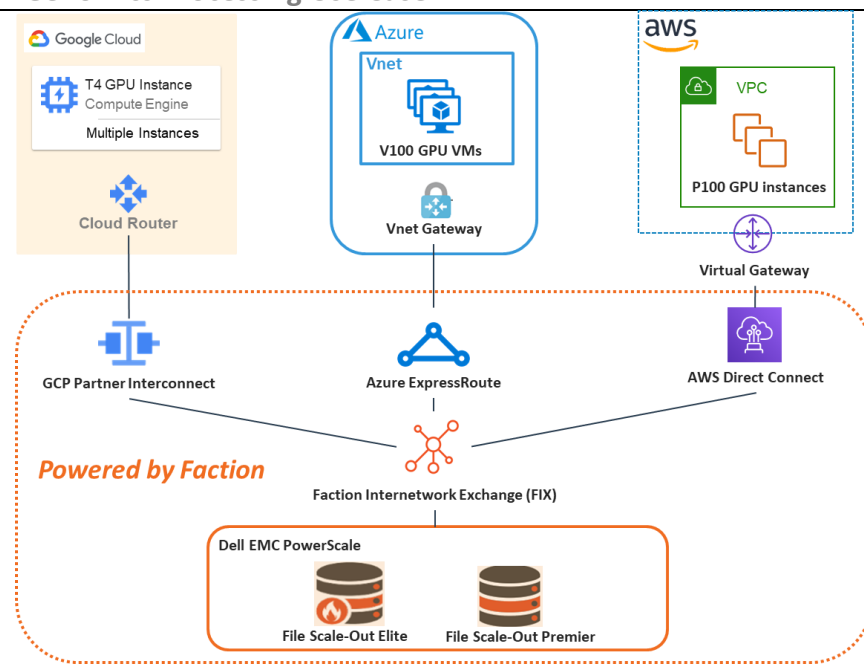 Google Cloud
T4 GPU Instance
Compute Engine
Multiple Instances
Cloud Router
Azure
Vnet
V100 GPU VMs
Vnet Gateway
aws
VPC
P100 GPU instances
Virtual Gateway
GCP Partner Interconnect
Azure ExpressRoute
AWS Direct Connect
Powered by Faction
Faction Internetwork Exchange (FIX)
Dell EMC PowerScale
File Scale-Out Elite
File Scale-Out Premier